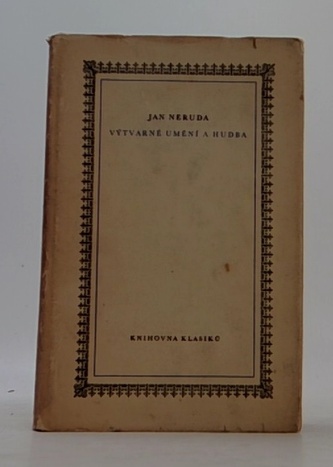 JAN NERUDA
VÝTVARNÉ UMĚNÍ A HUDBA
KNIHOVNA KLASIKŮ